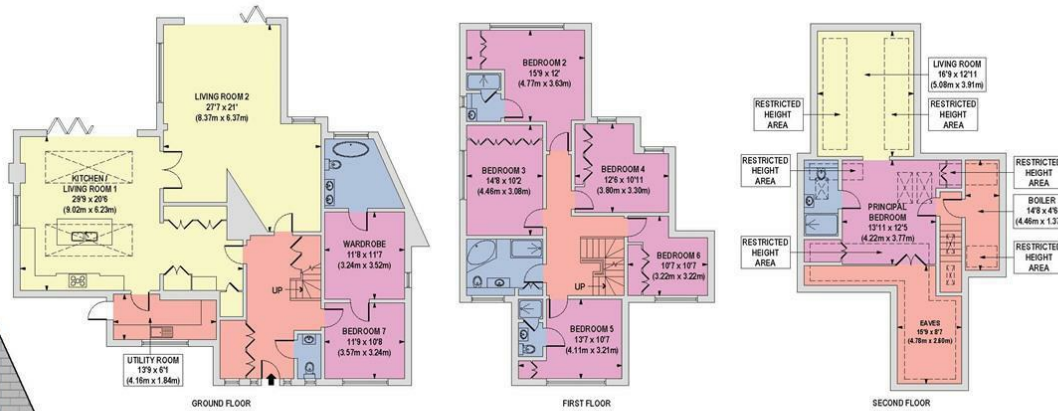 LIVING ROOM 2
27'7 x 21'
(8.37m x 6.37m)
KITCHEN /
LIVING ROOM 1
29'9 x 20'6
(9.02m x 6.23m)
WARDROBE
11'8 x 11'7
(3.24m x 3.52m)
UP
BEDROOM 7
11'9 x 10'8
(3.57m x 3.24m)
UTILITY ROOM
13'9 x 6'1
(4.16m x 1.84m)
GROUND FLOOR
BEDROOM 2
15'9 x 12'
(4.77m x 3.63m)
BEDROOM 3
14'8 x 10'2
(4.46m x 3.08m)
BEDROOM 4
12'6 x 10'11
(3.80m x 3.30m)
BEDROOM 6
10'7 x 10'7
(3.22m x 3.22m)
UP
BEDROOM 5
13'7 x 10'7
(4.11m x 3.21m)
FIRST FLOOR
LIVING ROOM
16'9 x 12'11
(5.08m x 3.91m)
RESTRICTED
HEIGHT
AREA
RESTRICTED
HEIGHT
AREA
RESTRICTED
HEIGHT
AREA
RESTRICTED
HEIGHT
AREA
PRINCIPAL
BEDROOM
13'11 x 12'5
(4.22m x 3.77m)
BOILER
14'8 x 4'6
(4.46m x 1.37
RESTRICTED
HEIGHT
AREA
RESTRICTED
HEIGHT
AREA
EAVES
15'9 x 8'7
(4.78m x 2.60m)
SECOND FLOOR